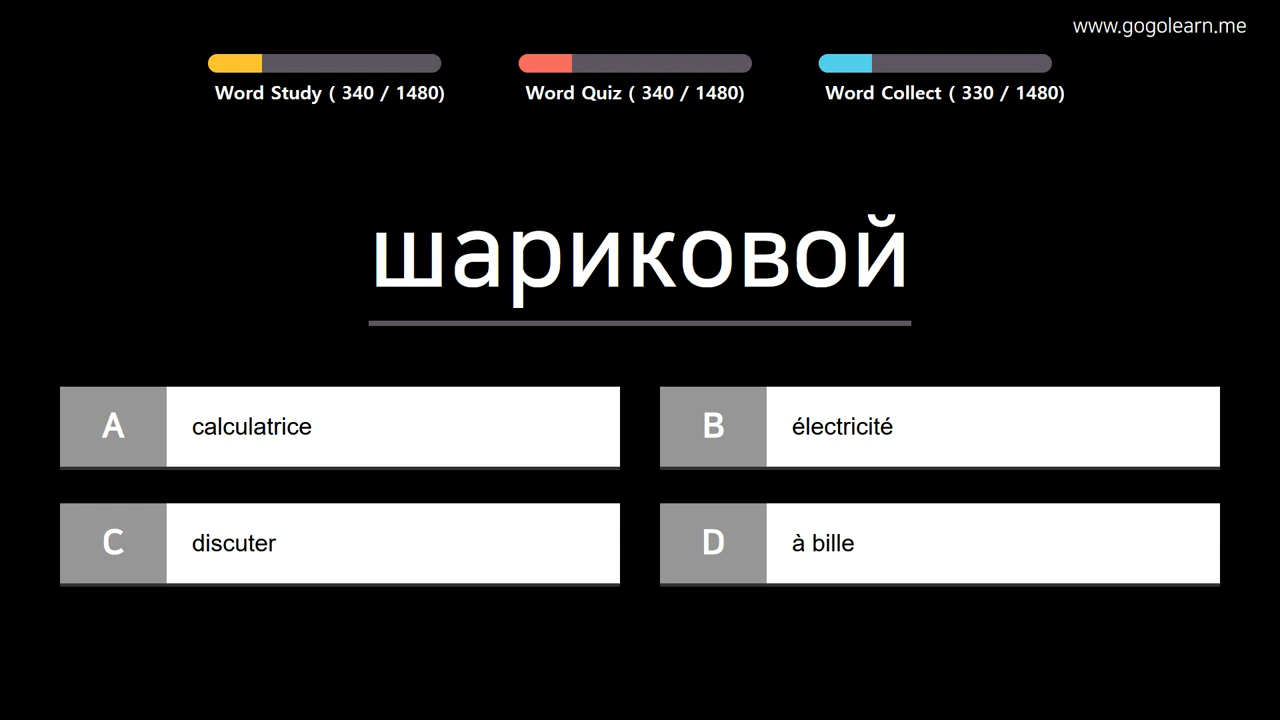 www.gogolearn.me
Word Study ( 340 / 1480)
Word Quiz ( 340 / 1480)
Word Collect ( 330 / 1480)
шариковой
A calculatrice
B électricité
C discuter
D à bille